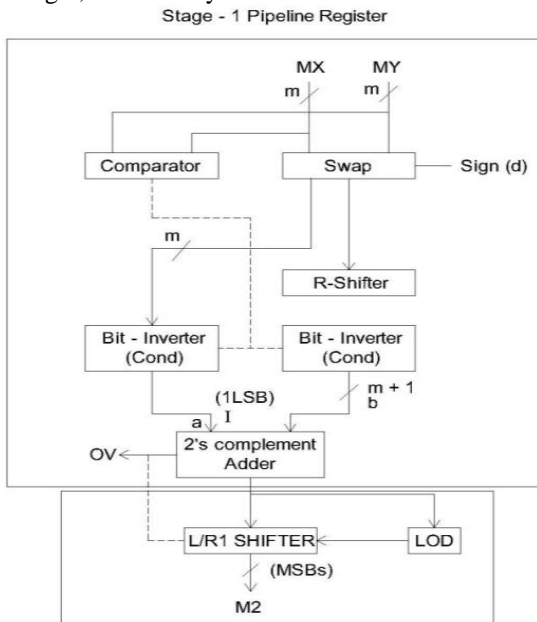 Stage - 1 Pipeline Register
MX MY
m m
Comparator Swap Sign (d)
m
R-Shifter
Bit - Inverter Bit - Inverter
(Cond) (Cond)
(1LSB) m + 1
a I b
2's complement
OV Adder
L/R1 SHIFTER LOD
(MSBs)
M2